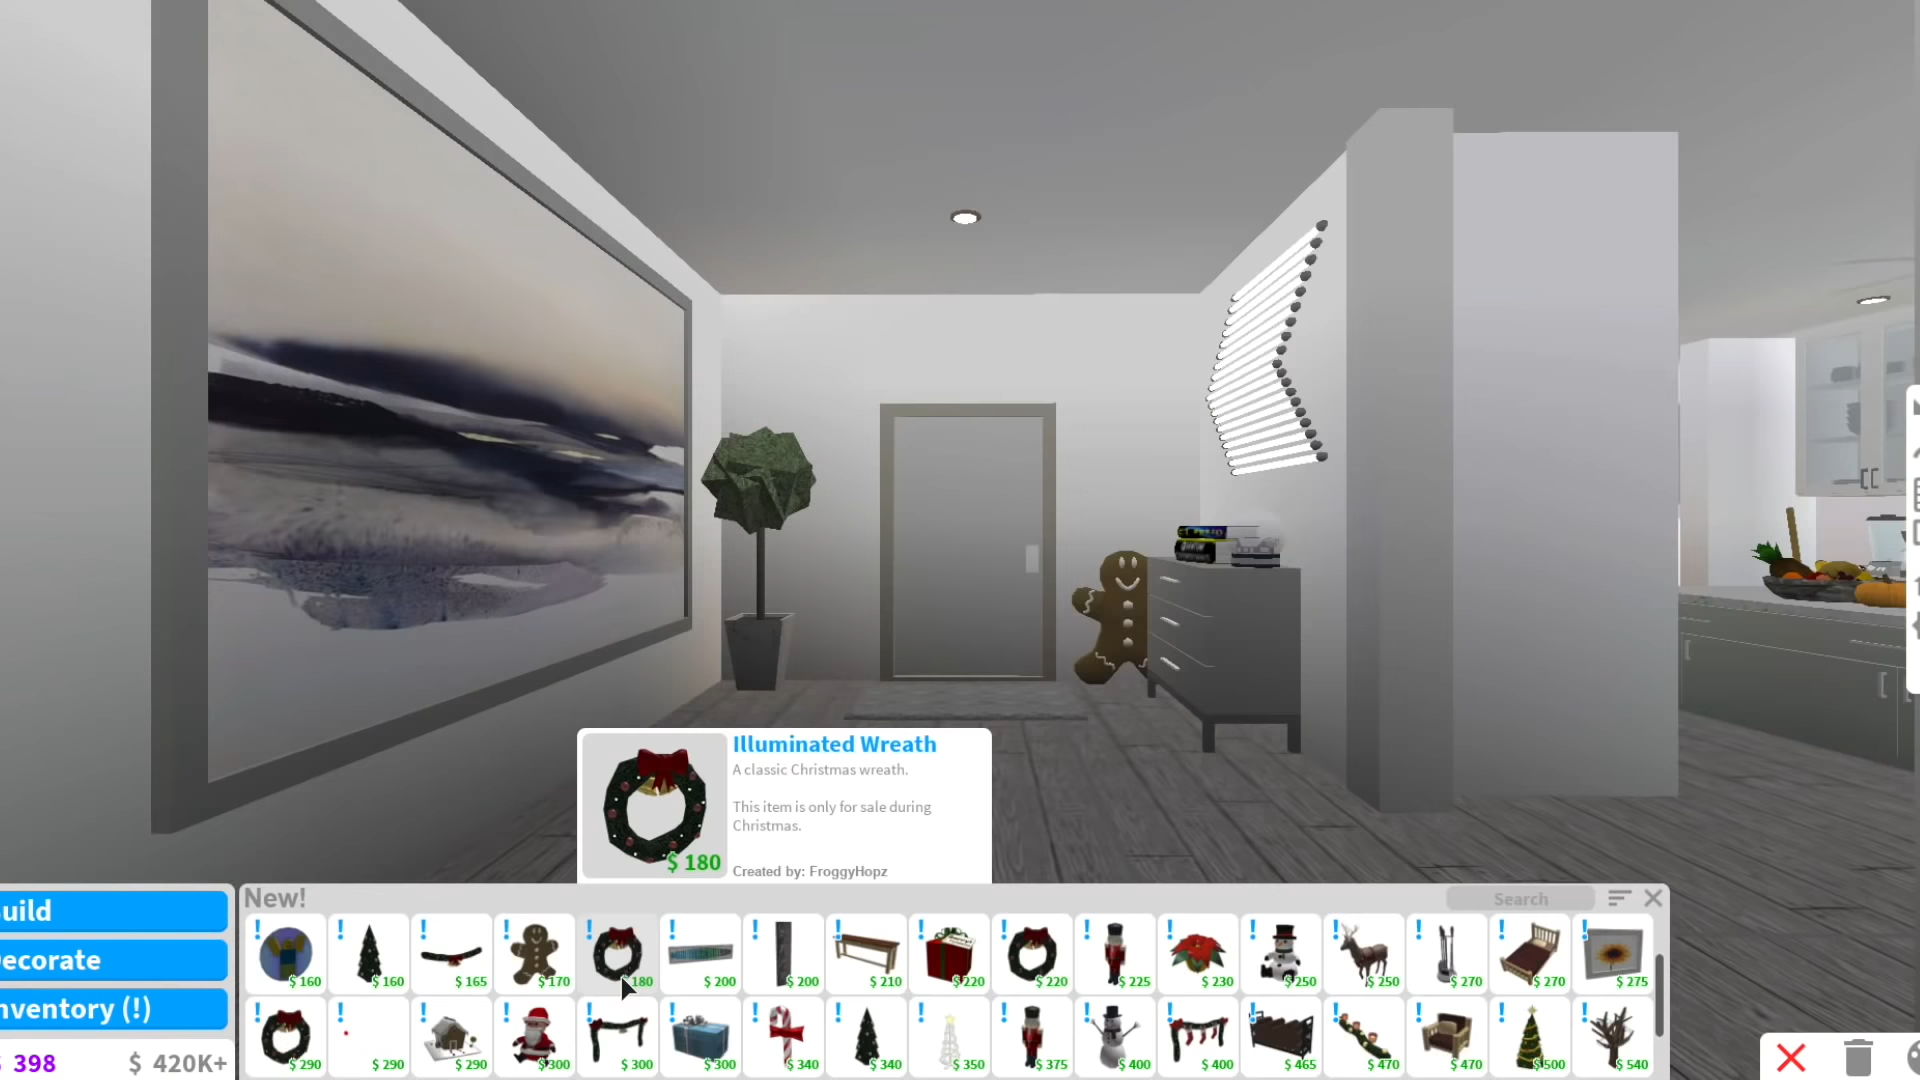 Illuminated Wreath
A classic Christmas wreath.
This item is only for sale during
Christmas.
$ 180
Created by: FroggyHopz
New!
Search
uild
ecorate
nventory (!)
398
$ 420K+
! $ 160
! $ 160
! $ 165
! $ 170
! $ 180
! $ 200
! $ 200
! $ 210
! $ 220
! $ 220
! $ 225
! $ 230
! $ 250
! $ 250
! $ 270
! $ 270
! $ 275
! $ 290
! $ 290
! $ 290
! $ 300
! $ 300
! $ 300
! $ 340
! $ 340
! $ 350
! $ 375
! $ 400
! $ 400
! $ 465
! $ 470
! $ 470
! $ 500
! $ 540